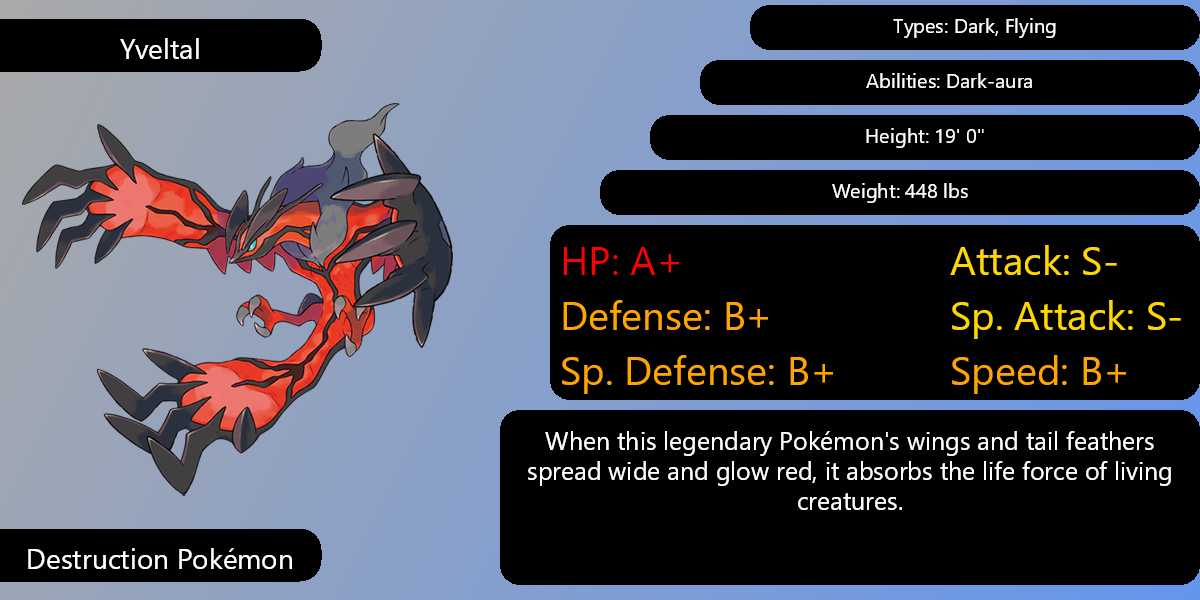 Yveltal
Types: Dark, Flying
Abilities: Dark-aura
Height: 19' 0"
Weight: 448 lbs
HP: A+
Attack: S-
Defense: B+
Sp. Attack: S-
Sp. Defense: B+
Speed: B+
When this legendary Pokémon's wings and tail feathers
spread wide and glow red, it absorbs the life force of living
creatures.
Destruction Pokémon